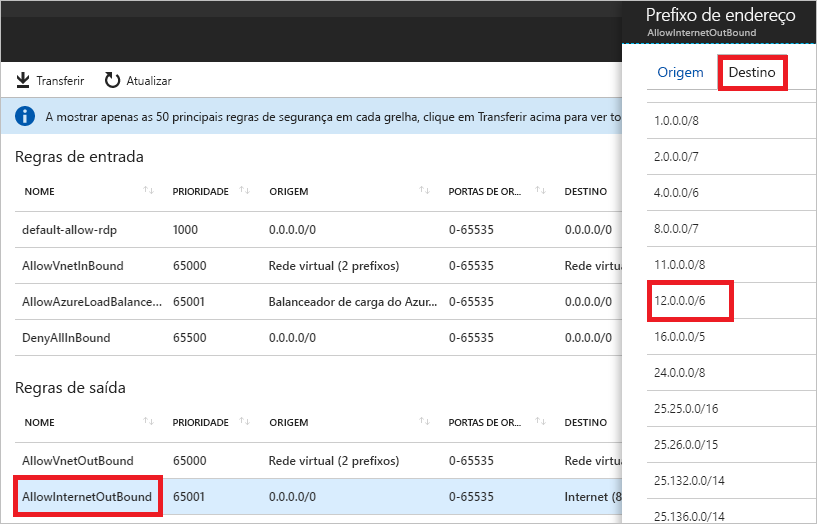 Prefixo de endereço
AllowInternetOutBound
Transferir Atualizar
Origem Destino
A mostrar apenas as 50 principais regras de segurança em cada grelha, clique em Transferir acima para ver to
Regras de entrada
NOME PRIORIDADE ORIGEM PORTAS DE OR... DESTINO
default-allow-rdp 1000 0.0.0.0/0 0-65535 0.0.0.0/0
AllowVnetInBound 65000 Rede virtual (2 prefixos) 0-65535 Rede virtu
AllowAzureLoadBalance... 65001 Balanceador de carga do Azur... 0-65535 0.0.0.0/0
DenyAllInBound 65500 0.0.0.0/0 0-65535 0.0.0.0/0
Regras de saída
NOME PRIORIDADE ORIGEM PORTAS DE OR... DESTINO
AllowVnetOutBound 65000 Rede virtual (2 prefixos) 0-65535 Rede virtu
AllowInternetOutBound 65001 0.0.0.0/0 0-65535 Internet (8
1.0.0.0/8
2.0.0.0/7
4.0.0.0/6
8.0.0.0/7
11.0.0.0/8
12.0.0.0/6
16.0.0.0/5
24.0.0.0/8
25.25.0.0/16
25.26.0.0/15
25.132.0.0/14
25.136.0.0/14